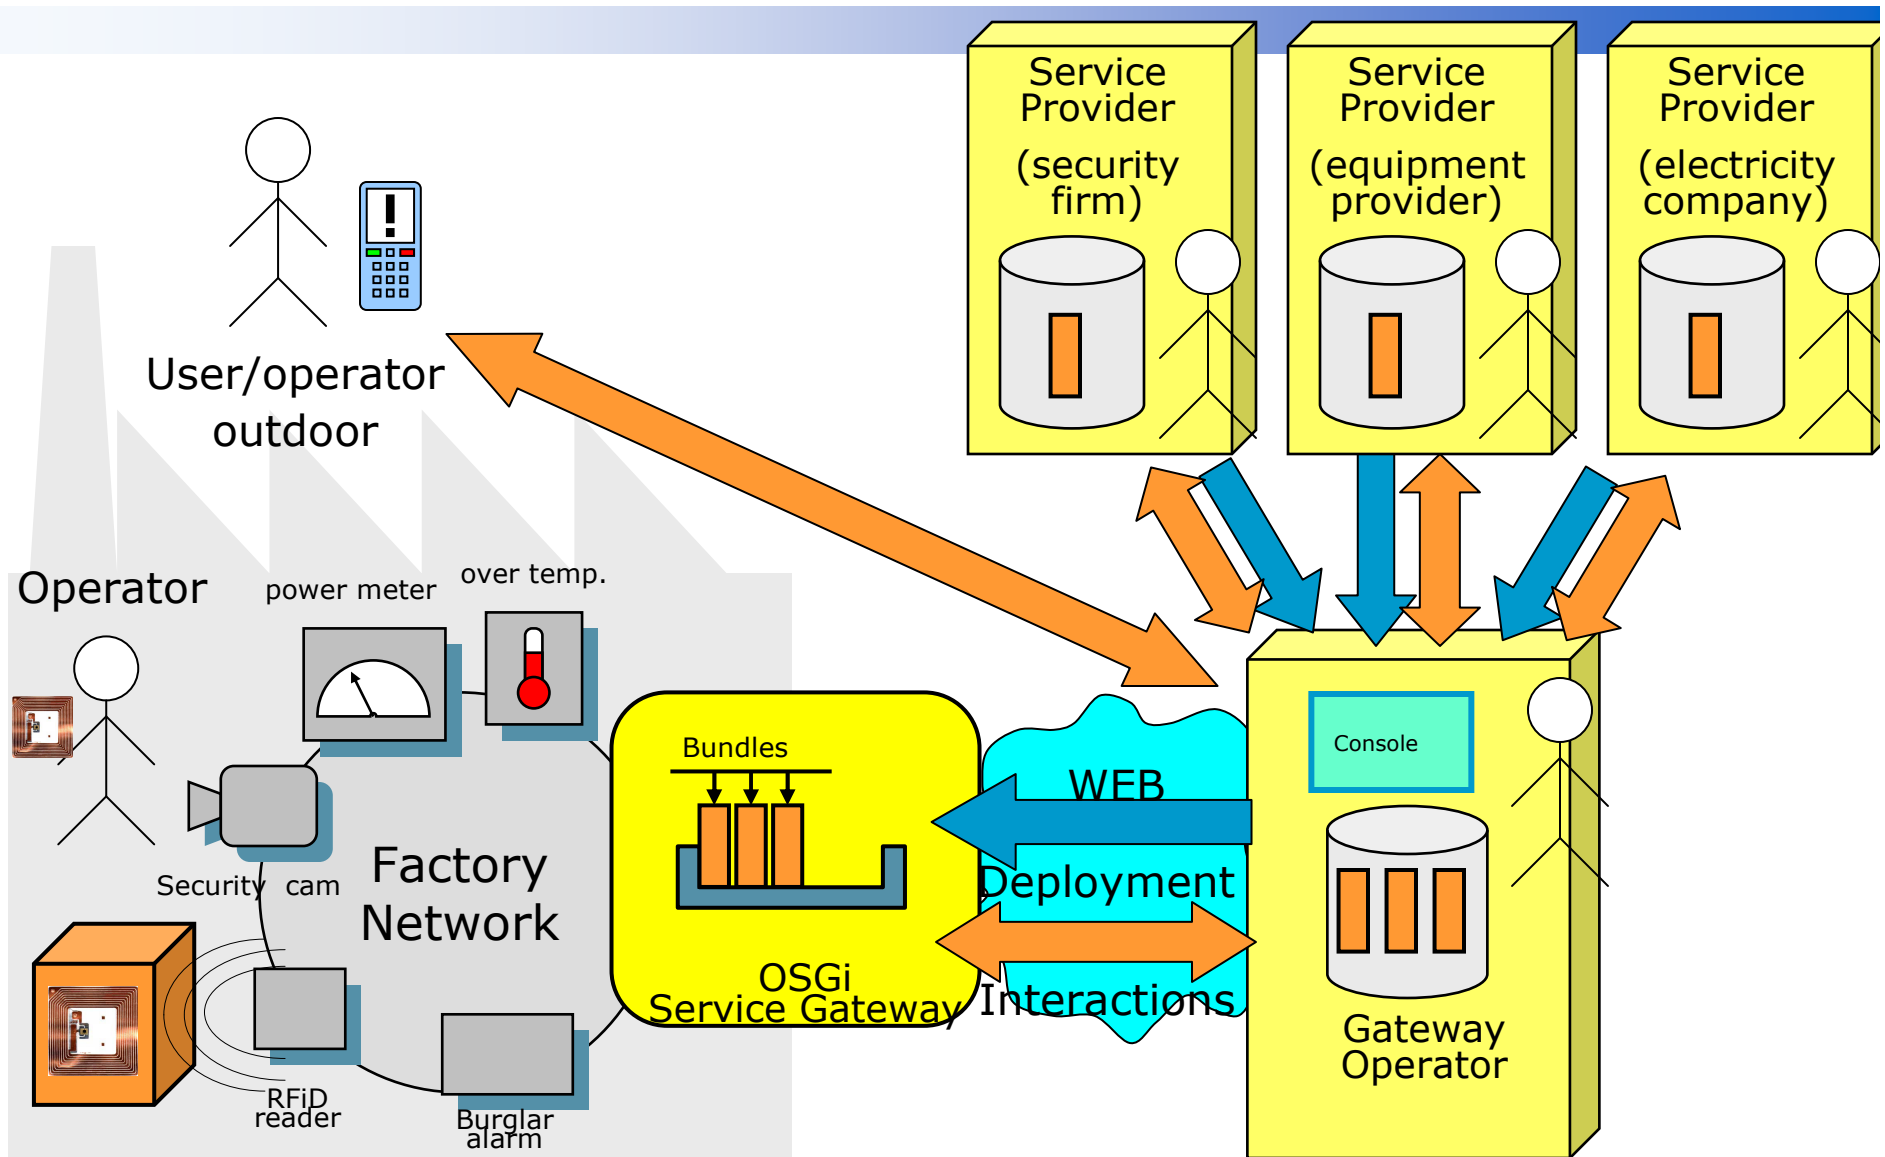 Service
Provider
(security
firm)
Service
Provider
(equipment
provider)
Service
Provider
(electricity
company)
!
User/operator
outdoor
Operator
power meter
over temp.
Security cam
Factory
Network
RFiD
reader
Burglar
alarm
Bundles
OSGi
Service Gateway
WEB
Deployment
Interactions
Console
Gateway
Operator